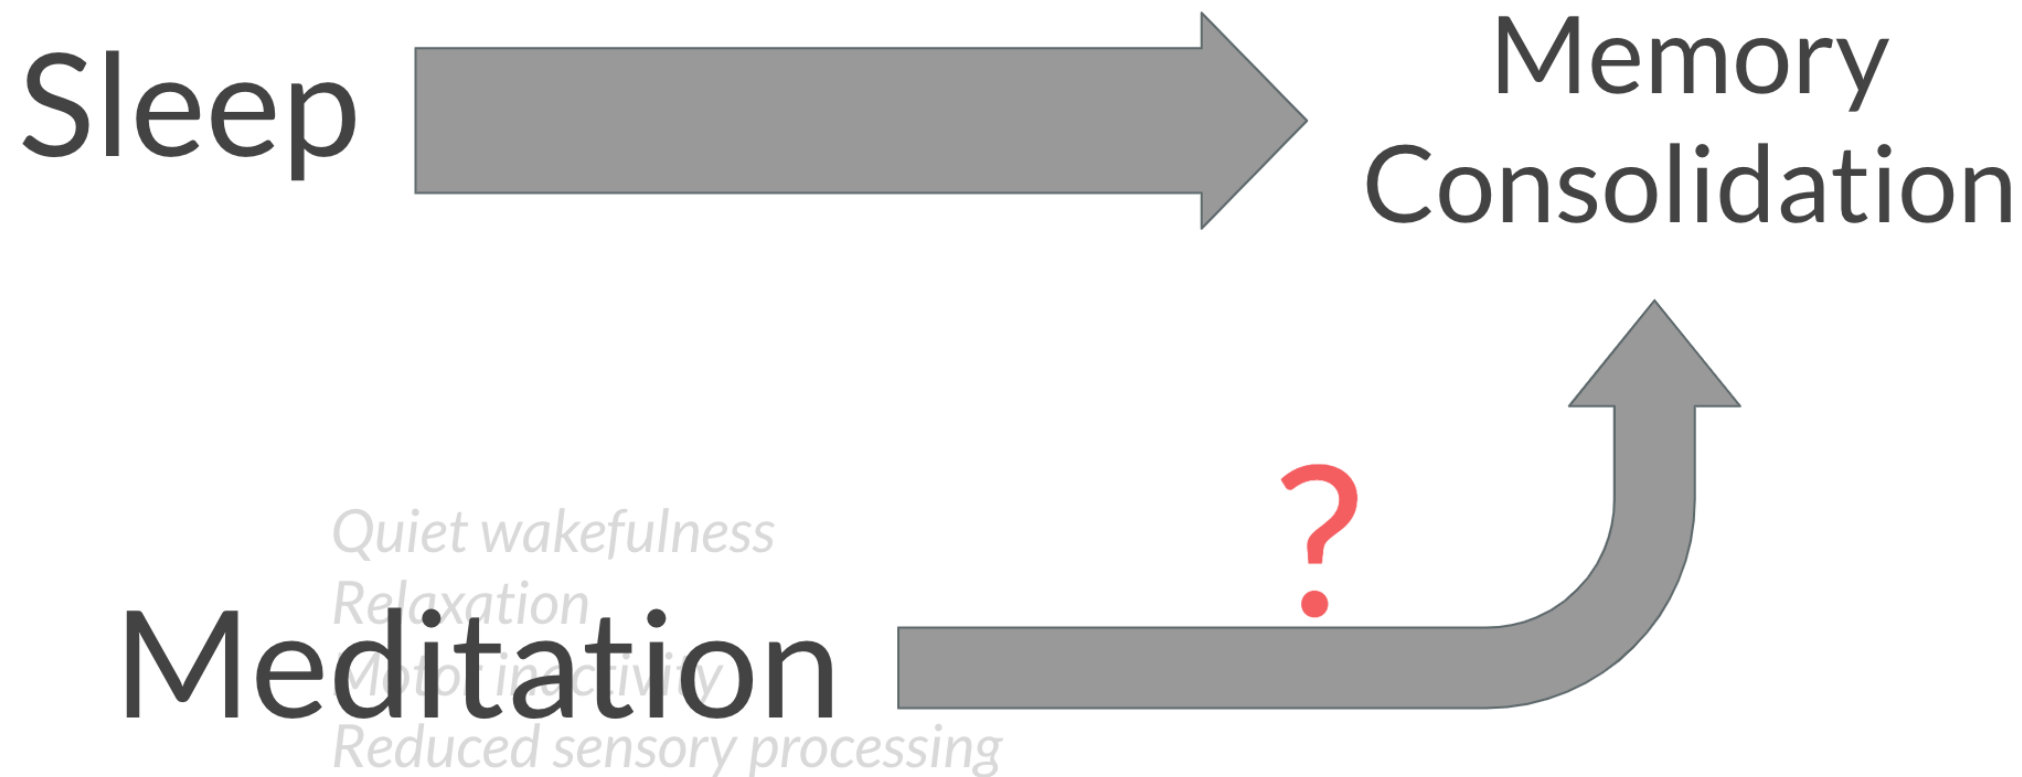 Sleep
Memory
Consolidation
?
Quiet wakefulness
Relaxation
Motor inactivity
Meditation
Reduced sensory processing